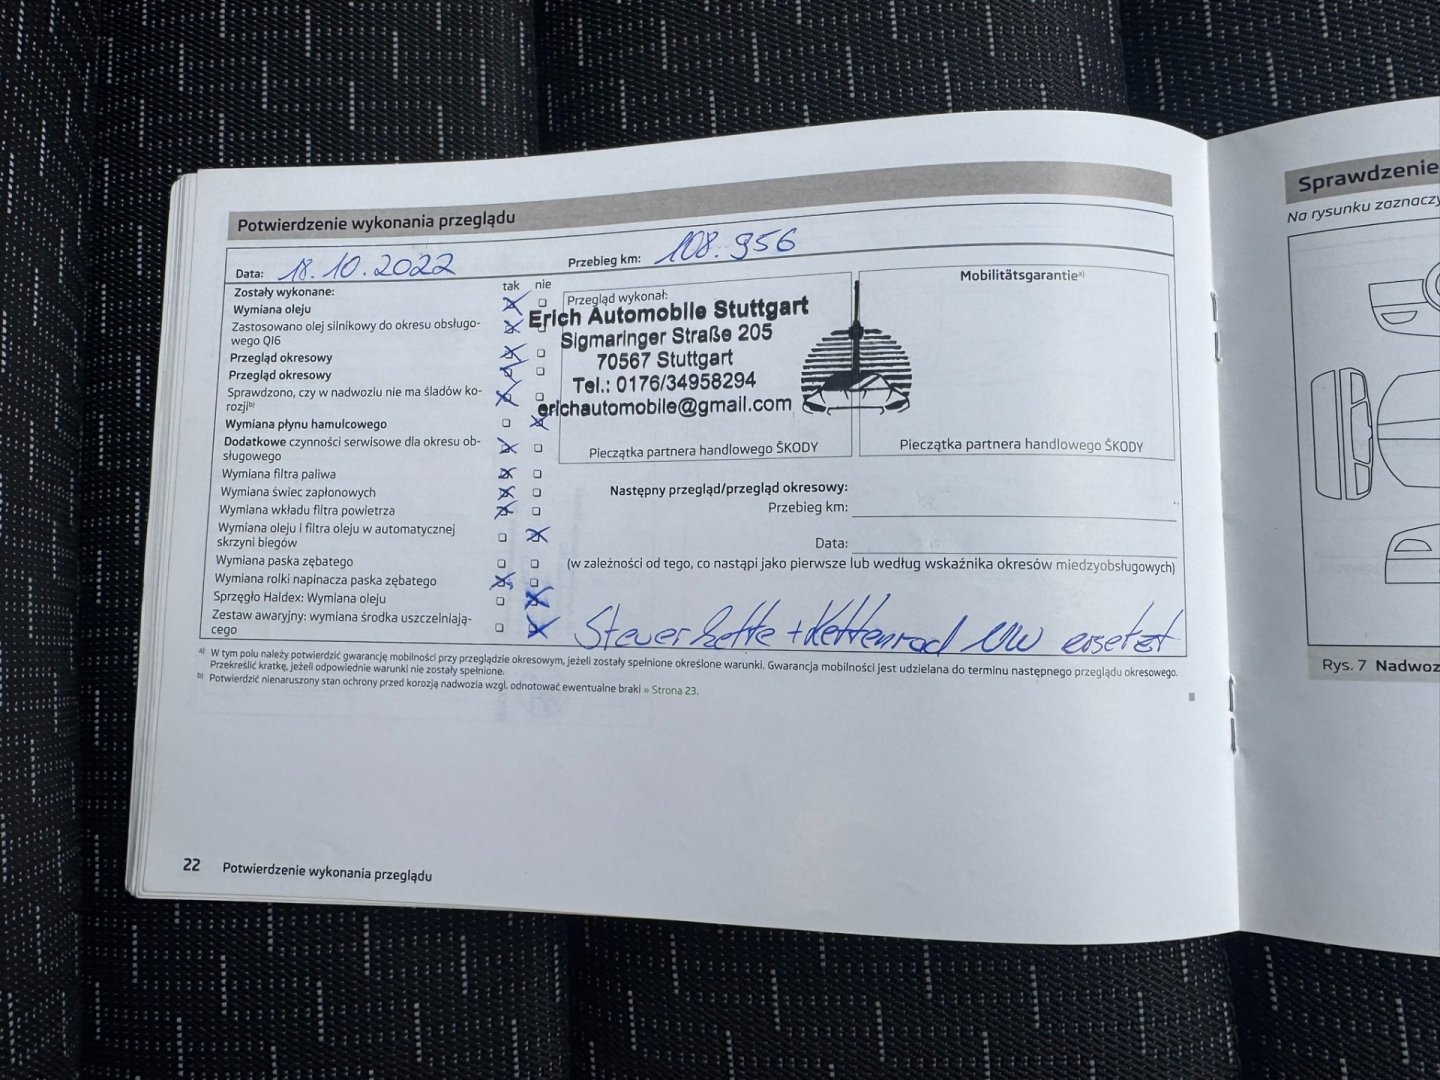 Potwierdzenie wykonania przeglądu
Data: 18.10.2022
Przebieg km: 108.956
Zostały wykonane:
tak nie
Wymiana oleju
Zastosowano olej silnikowy do okresu obsługo-
wego QI6
Przegląd okresowy
Przegląd okresowy
Sprawdzono, czy w nadwoziu nie ma śladów ko-
rozji b)
Wymiana płynu hamulcowego
Dodatkowe czynności serwisowe dla okresu ob-
sługowego
Wymiana filtra paliwa
Wymiana świec zapłonowych
Wymiana wkładu filtra powietrza
Wymiana oleju i filtra oleju w automatycznej
skrzyni biegów
Wymiana paska zębatego
Wymiana rolki napinacza paska zębatego
Sprzęgło Haldex: Wymiana oleju
Zestaw awaryjny: wymiana środka uszczelniają-
cego
Przegląd wykonał:
Erich Automobile Stuttgart
Sigmaringer Straße 205
70567 Stuttgart
Tel.: 0176/34958294
erichautomobile@gmail.com
Pieczątka partnera handlowego ŠKODY
Mobilitätsgarantie a)
Pieczątka partnera handlowego ŠKODY
Następny przegląd/przegląd okresowy:
Przebieg km:
Data:
(w zależności od tego, co nastąpi jako pierwsze lub według wskaźnika okresów miedzyobsługowych)
Steuerkette + Kettenrad NW ersetzt
a) W tym polu należy potwierdzić gwarancję mobilności przy przeglądzie okresowym, jeżeli zostały spełnione określone warunki. Gwarancja mobilności jest udzielana do terminu następnego przeglądu okresowego.
Przekreślić kratkę, jeżeli odpowiednie warunki nie zostały spełnione.
b) Potwierdzić nienaruszony stan ochrony przed korozją nadwozia wzgl. odnotować ewentualne braki » Strona 23.
22 Potwierdzenie wykonania przeglądu
Sprawdzenie
Na rysunku zaznaczy
Rys. 7 Nadwoz